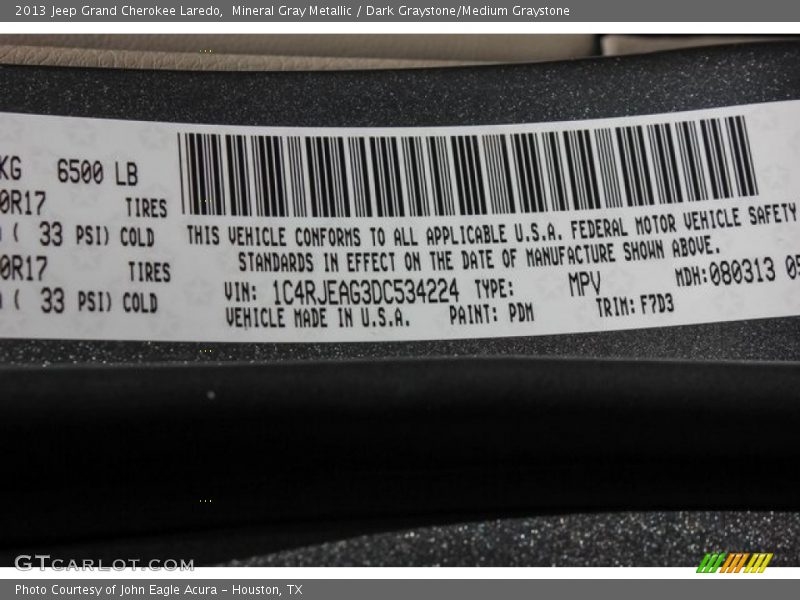 2013 Jeep Grand Cherokee Laredo,  Mineral Gray Metallic / Dark Graystone/Medium Graystone
KG 6500 LB
0R17 TIRES
( 33 PSI) COLD
0R17 TIRES
( 33 PSI) COLD
THIS VEHICLE CONFORMS TO ALL APPLICABLE U.S.A. FEDERAL MOTOR VEHICLE SAFETY
STANDARDS IN EFFECT ON THE DATE OF MANUFACTURE SHOWN ABOVE.
VIN: 1C4RJEAG3DC534224 TYPE: MPV MDH:080313 05
VEHICLE MADE IN U.S.A. PAINT: PDM TRIM: F7D3
GTCARLOT.COM
Photo Courtesy of John Eagle Acura - Houston, TX